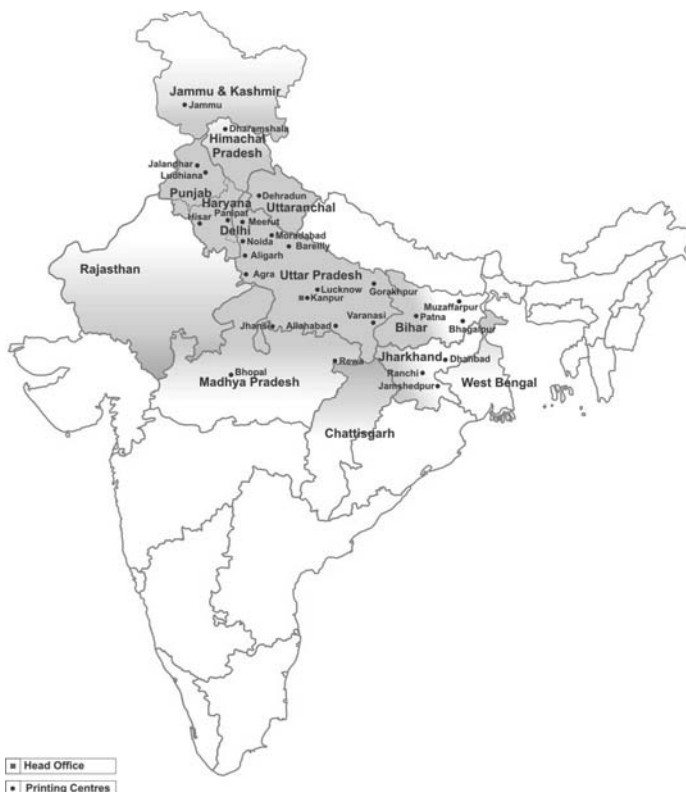 Jammu & Kashmir
Jammu
Dharamshala
Himachal
Pradesh
Jalandhar
Ludhiana
Punjab
Dehradun
Uttaranchal
Haryana
Panipat
Hisar
Delhi
Meerut
Moradabad
Noida
Bareilly
Aligarh
Rajasthan
Agra
Uttar Pradesh
Lucknow
Gorakhpur
Kanpur
Muzaffarpur
Varanasi
Patna
Jhansi
Allahabad
Bihar
Bhagalpur
Rewa
Jharkhand
Dhanbad
Bhopal
Ranchi
Madhya Pradesh
Jamshedpur
West Bengal
Chattisgarh
Head Office
Printing Centres